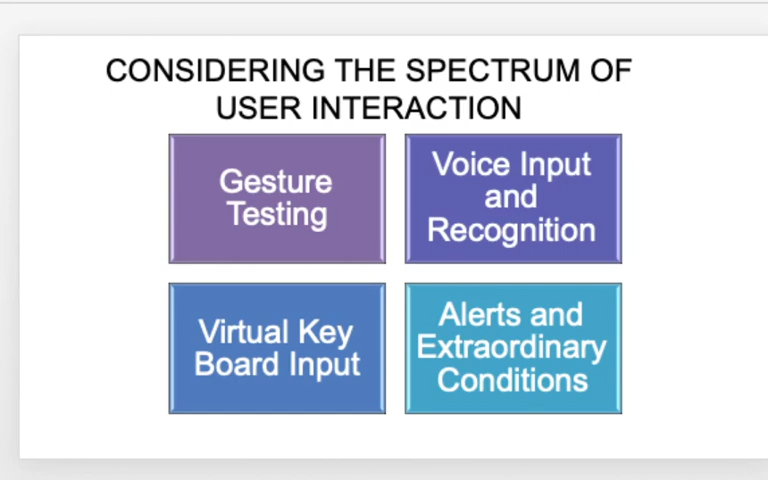 CONSIDERING THE SPECTRUM OF
USER INTERACTION
Gesture
Testing
Voice Input
and
Recognition
Virtual Key
Board Input
Alerts and
Extraordinary
Conditions